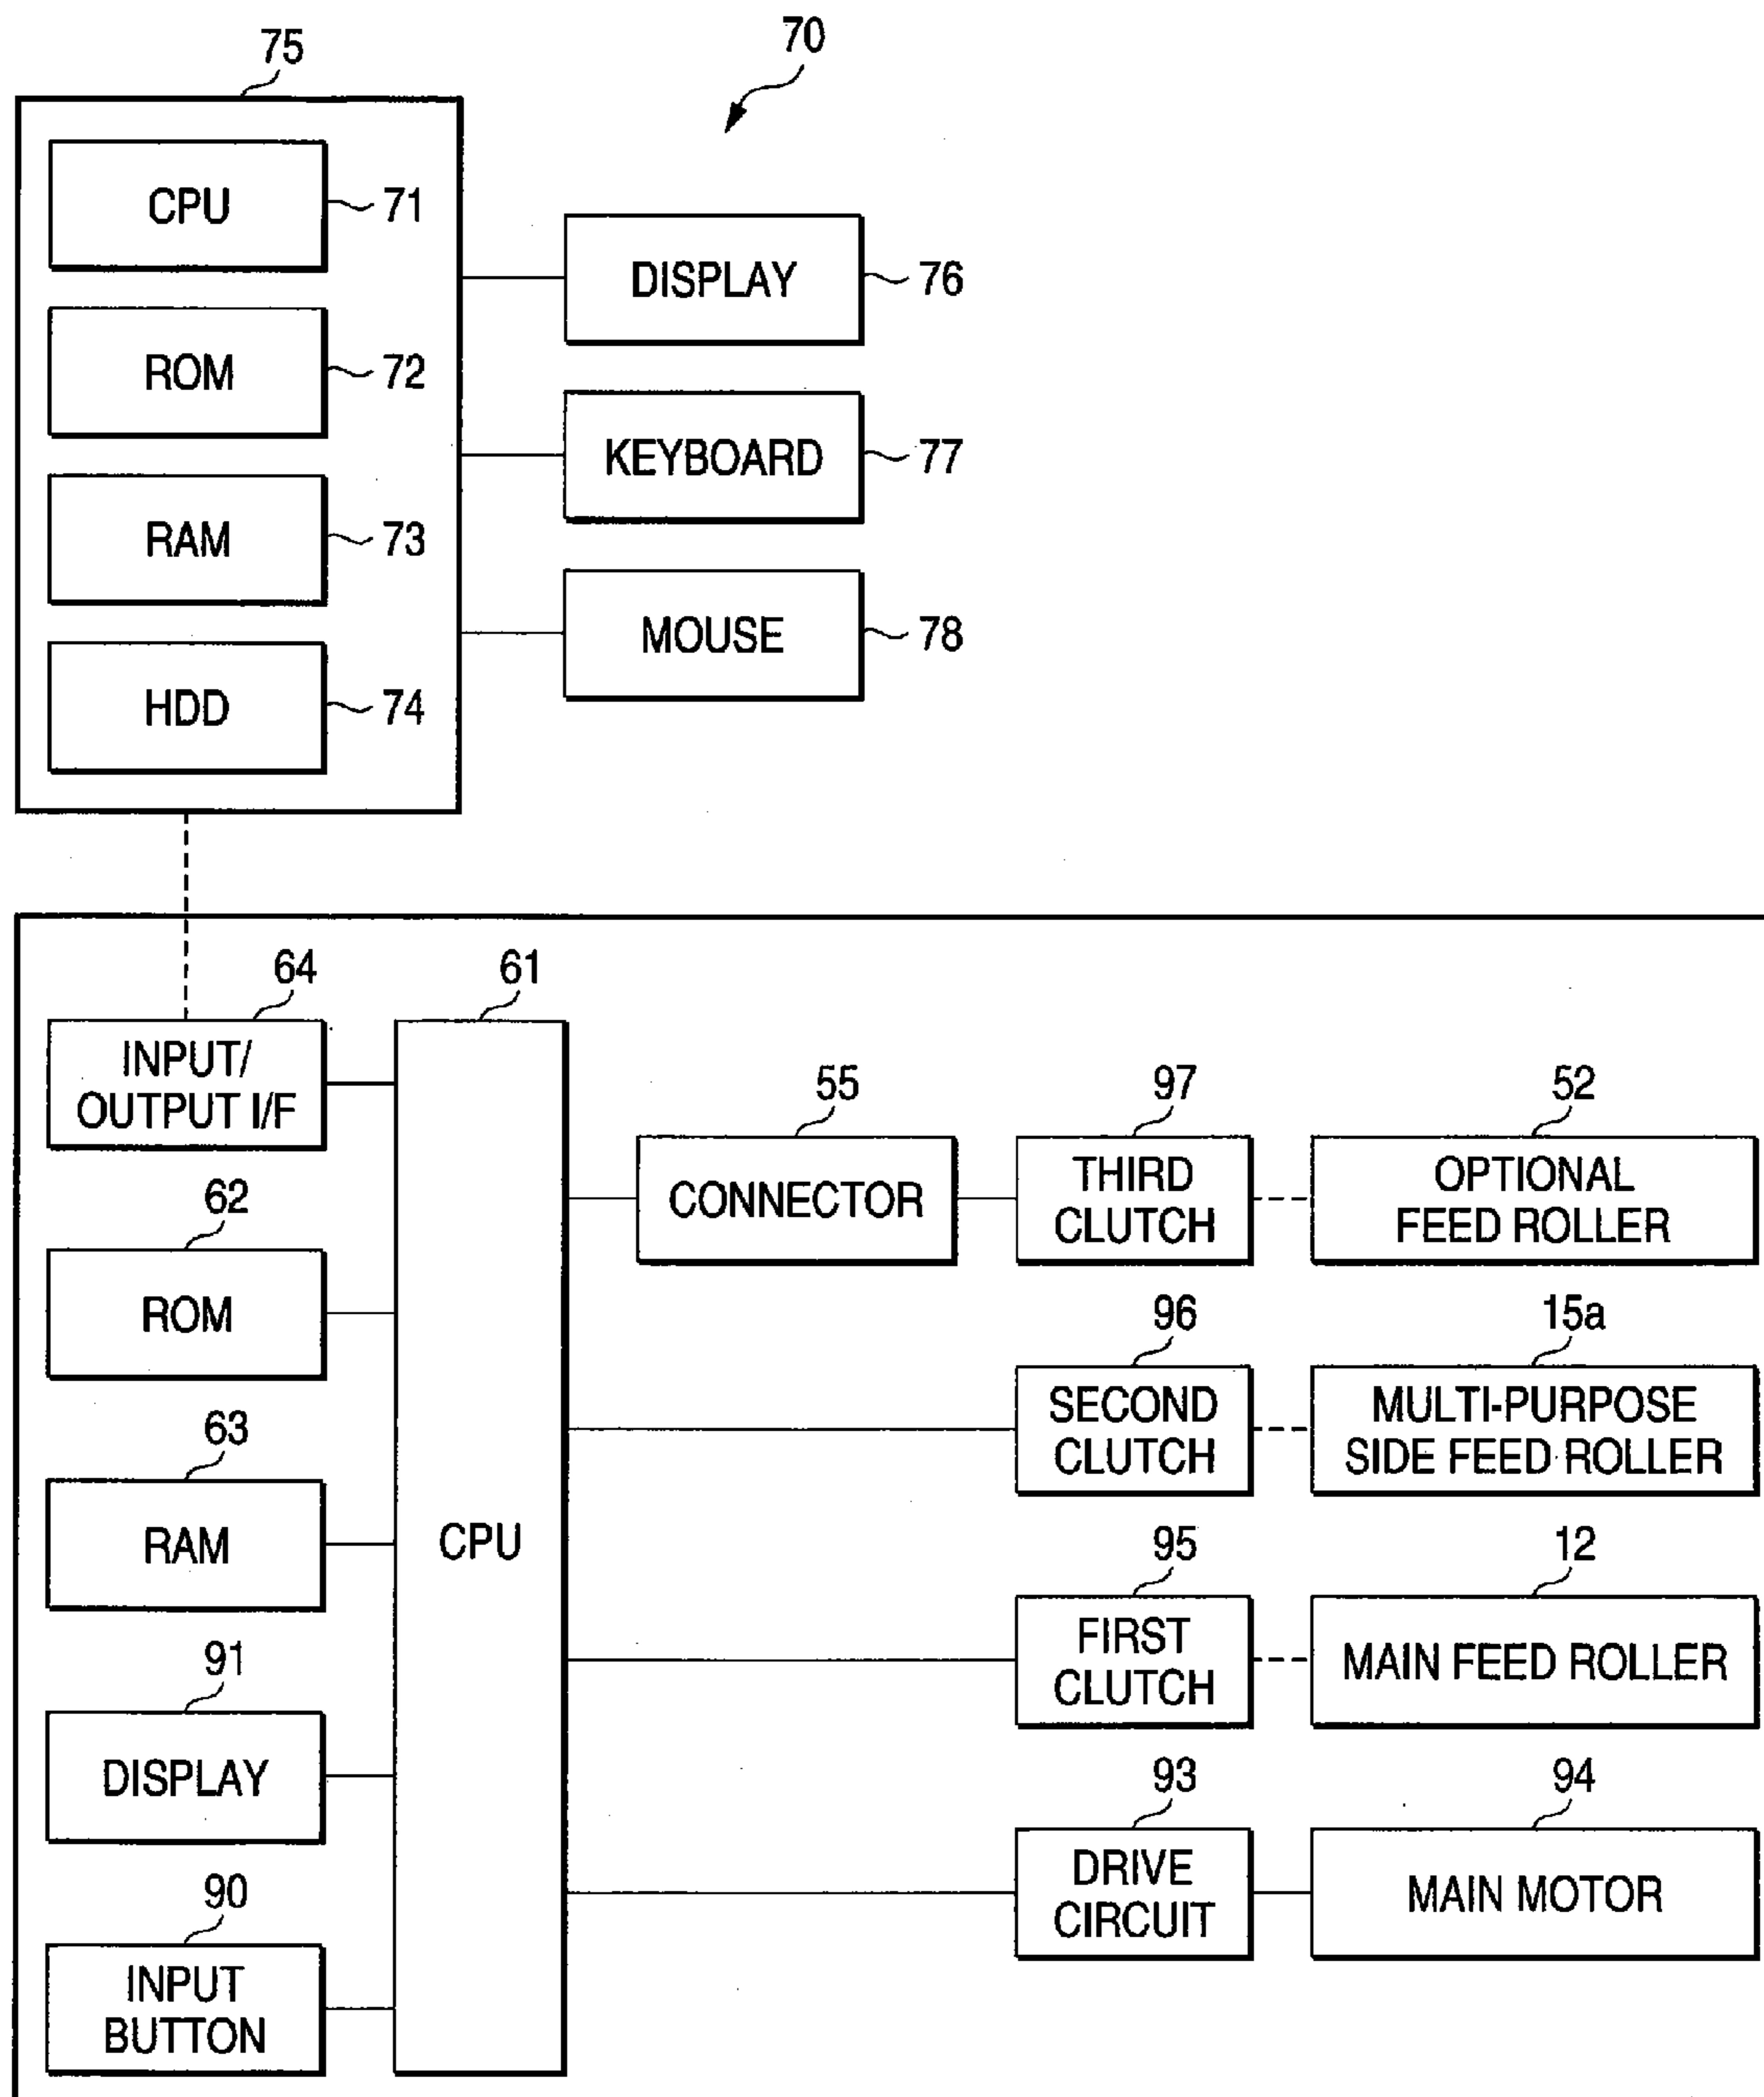 70
75
CPU
71
ROM
72
RAM
73
HDD
74
DISPLAY
76
KEYBOARD
77
MOUSE
78
64
INPUT/
OUTPUT I/F
62
ROM
63
RAM
91
DISPLAY
90
INPUT
BUTTON
61
CPU
55
CONNECTOR
97
THIRD
CLUTCH
52
OPTIONAL
FEED ROLLER
96
SECOND
CLUTCH
15a
MULTI-PURPOSE
SIDE FEED ROLLER
95
FIRST
CLUTCH
12
MAIN FEED ROLLER
93
DRIVE
CIRCUIT
94
MAIN MOTOR